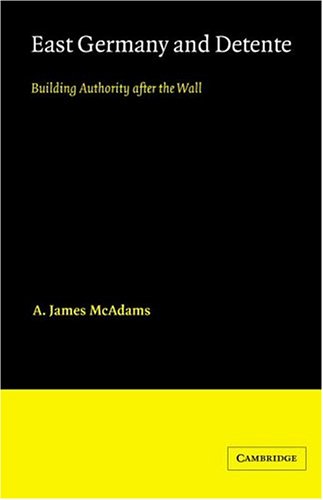 East Germany and Detente
Building Authority after the Wall
A. James McAdams
CAMBRIDGE